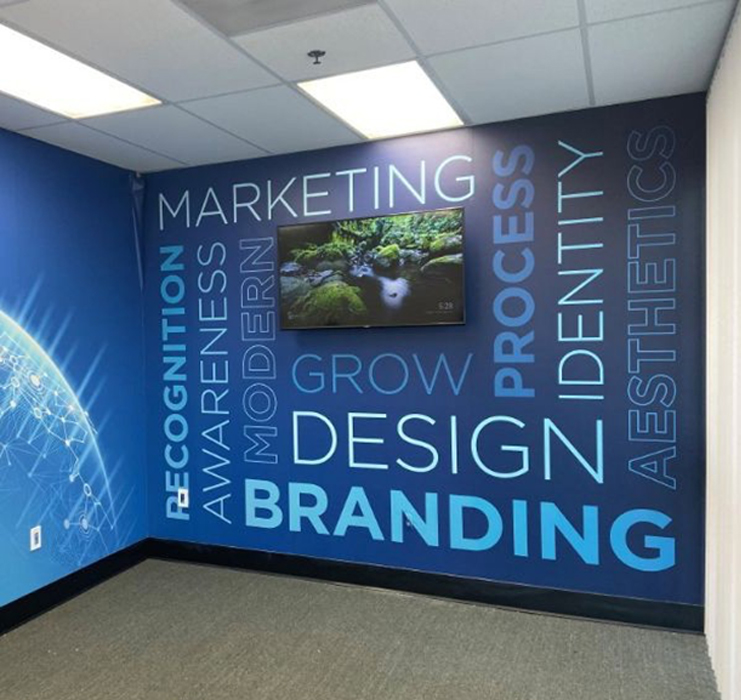 MARKETING
RECOGNITION
AWARENESS
MODERN
GROW
DESIGN
BRANDING
PROCESS
IDENTITY
AESTHETICS